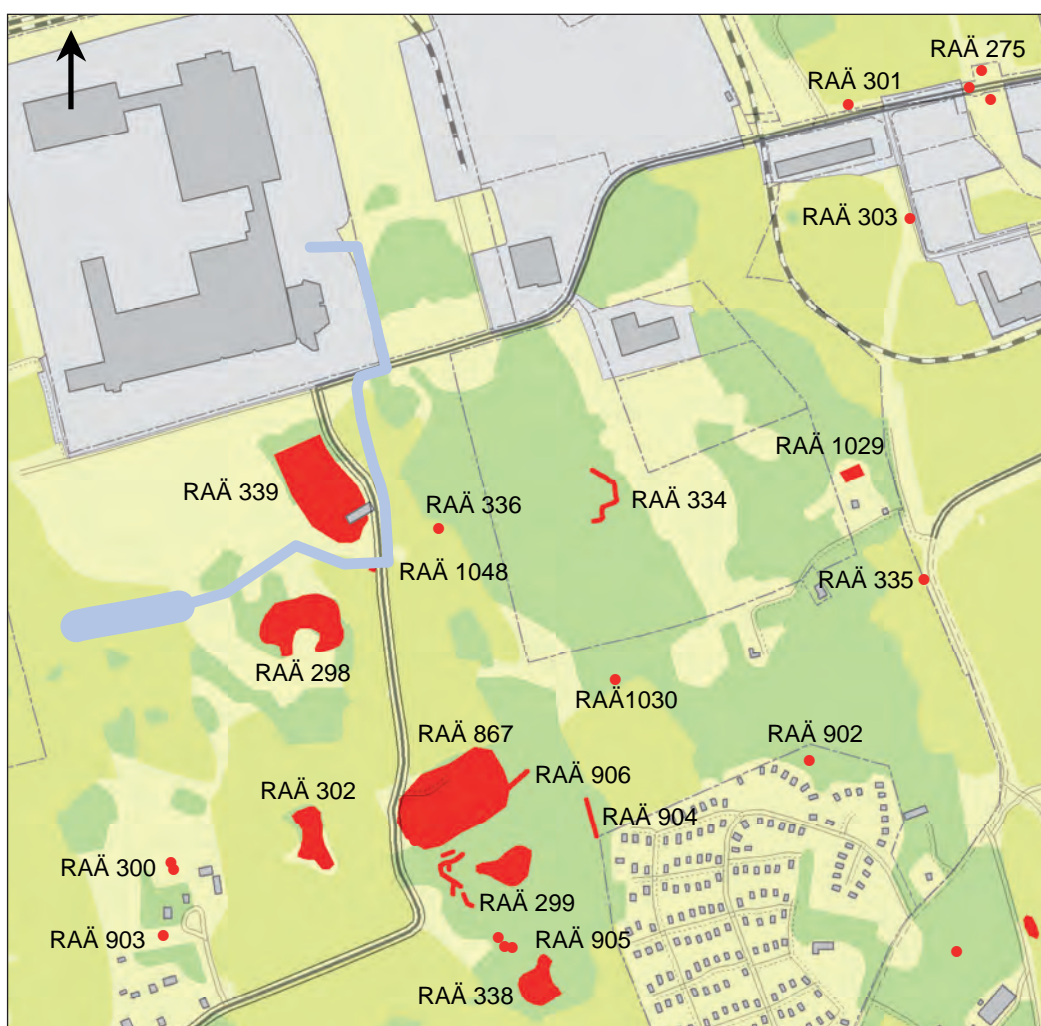 RAÄ 275
RAÄ 301
RAÄ 303
RAÄ 1029
RAÄ 339
RAÄ 336
RAÄ 334
RAÄ 1048
RAÄ 335
RAÄ 298
RAÄ1030
RAÄ 867
RAÄ 902
RAÄ 906
RAÄ 302
RAÄ 904
RAÄ 300
RAÄ 299
RAÄ 903
RAÄ 905
RAÄ 338